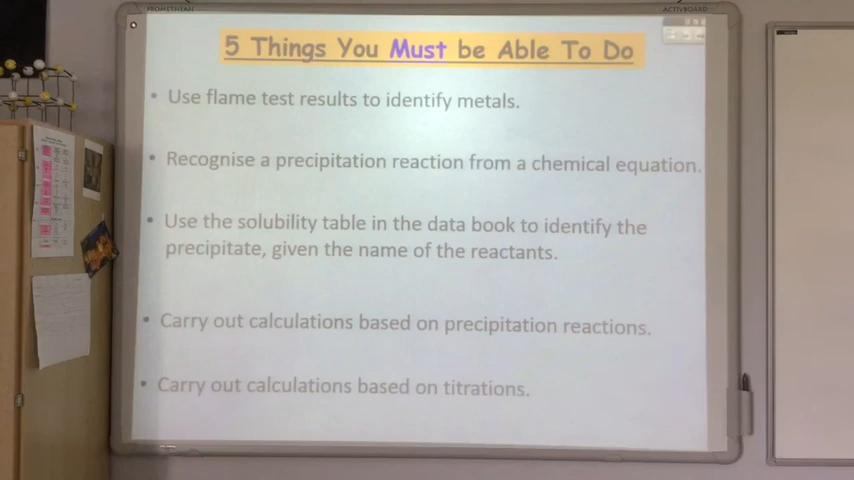 PROMETHEAN
ACTIVBOARD
5 Things You Must be Able To Do
• Use flame test results to identify metals.
• Recognise a precipitation reaction from a chemical equation.
• Use the solubility table in the data book to identify the
precipitate, given the name of the reactants.
• Carry out calculations based on precipitation reactions.
• Carry out calculations based on titrations.